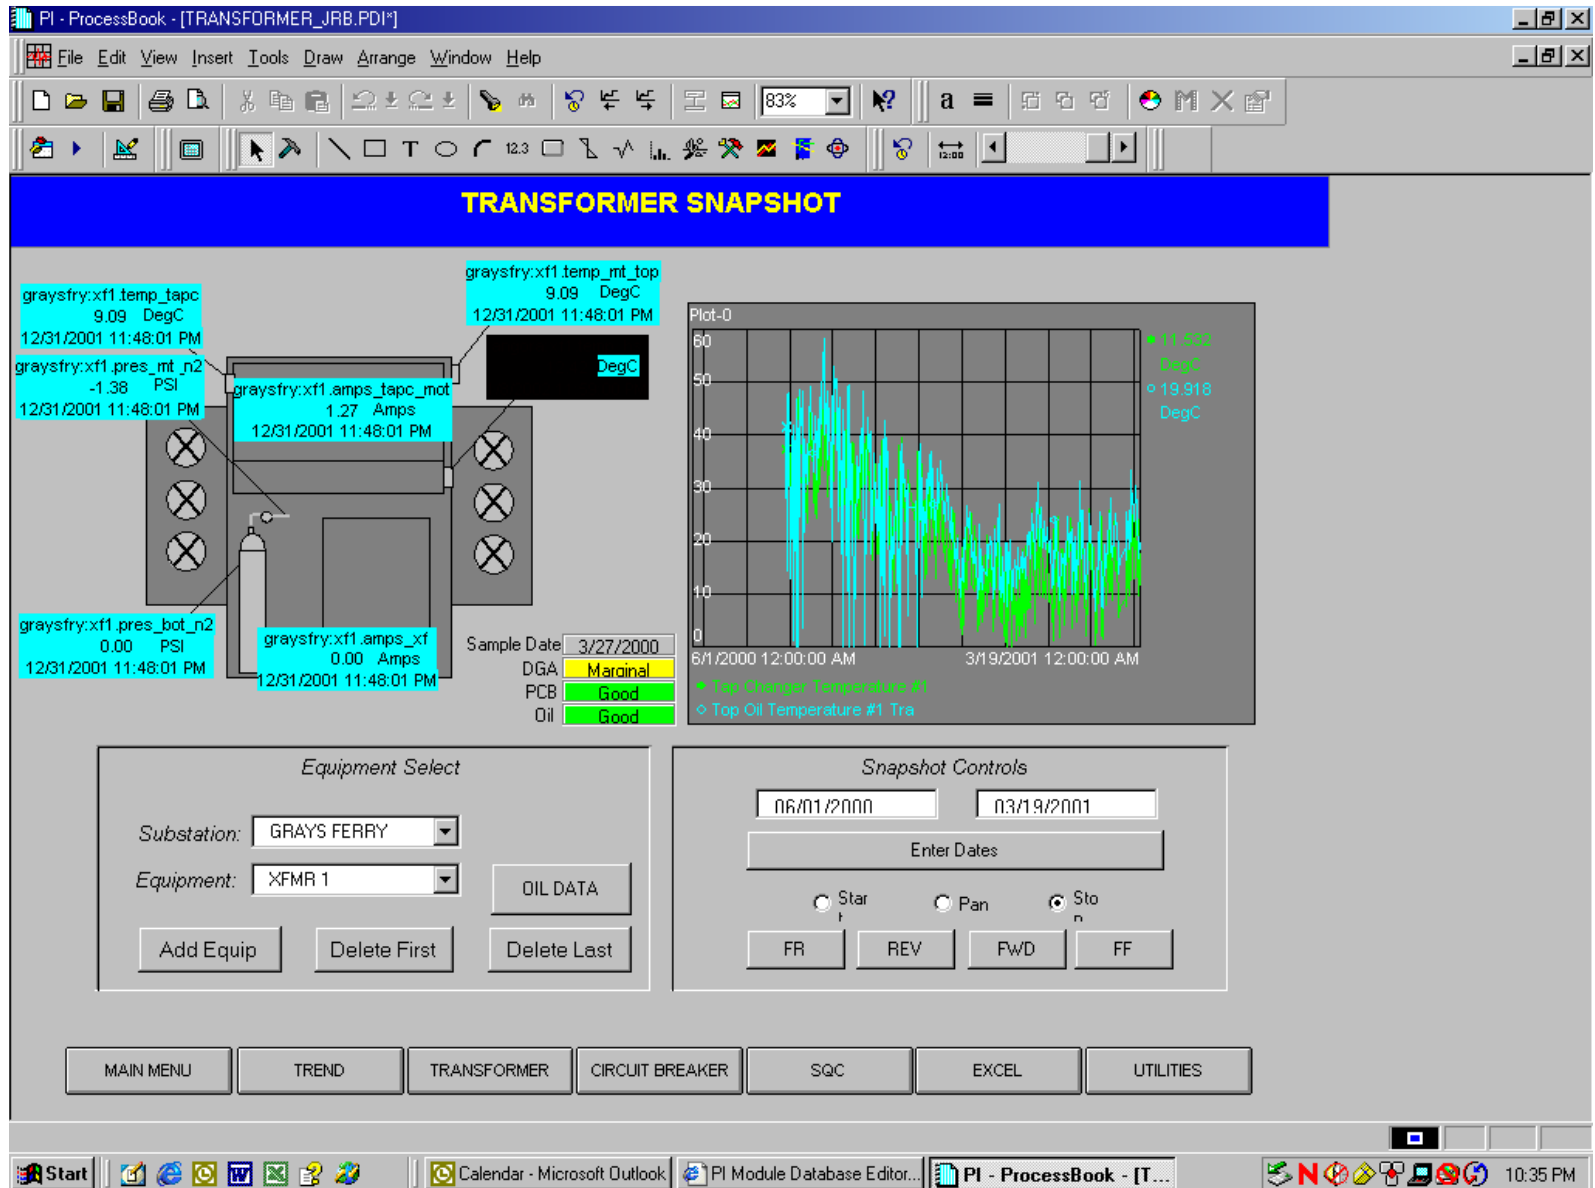 PI - ProcessBook - [TRANSFORMER_JRB.PDI*]
File Edit View Insert Tools Draw Arrange Window Help
83%
a
T 12.3
12:00
TRANSFORMER SNAPSHOT
graysfry:xf1.temp_mt_top
9.09 DegC
12/31/2001 11:48:01 PM
graysfry:xf1.temp_tapc
9.09 DegC
12/31/2001 11:48:01 PM
graysfry:xf1.pres_mt_n2
-1.38 PSI
12/31/2001 11:48:01 PM
graysfry:xf1.amps_tapc_mot
1.27 Amps
12/31/2001 11:48:01 PM
DegC
graysfry:xf1.pres_bot_n2
0.00 PSI
12/31/2001 11:48:01 PM
graysfry:xf1.amps_xf
0.00 Amps
12/31/2001 11:48:01 PM
Sample Date 3/27/2000
DGA Marginal
PCB Good
Oil Good
Plot-0
60
50
40
30
20
10
0
11.532
DegC
19.918
DegC
6/1/2000 12:00:00 AM 3/19/2001 12:00:00 AM
Tap Changer Temperature #1
Top Oil Temperature #1 Tra
Equipment Select
Substation: GRAYS FERRY
Equipment: XFMR 1
OIL DATA
Add Equip Delete First Delete Last
Snapshot Controls
06/01/2000 03/19/2001
Enter Dates
Star Pan Sto
FR REV FWD FF
MAIN MENU TREND TRANSFORMER CIRCUIT BREAKER SQC EXCEL UTILITIES
Start Calendar - Microsoft Outlook PI Module Database Editor... PI - ProcessBook - [T... 10:35 PM